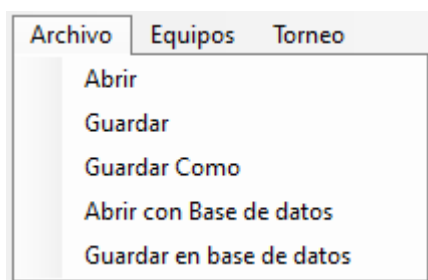 Archivo Equipos Torneo
Abrir
Guardar
Guardar Como
Abrir con Base de datos
Guardar en base de datos